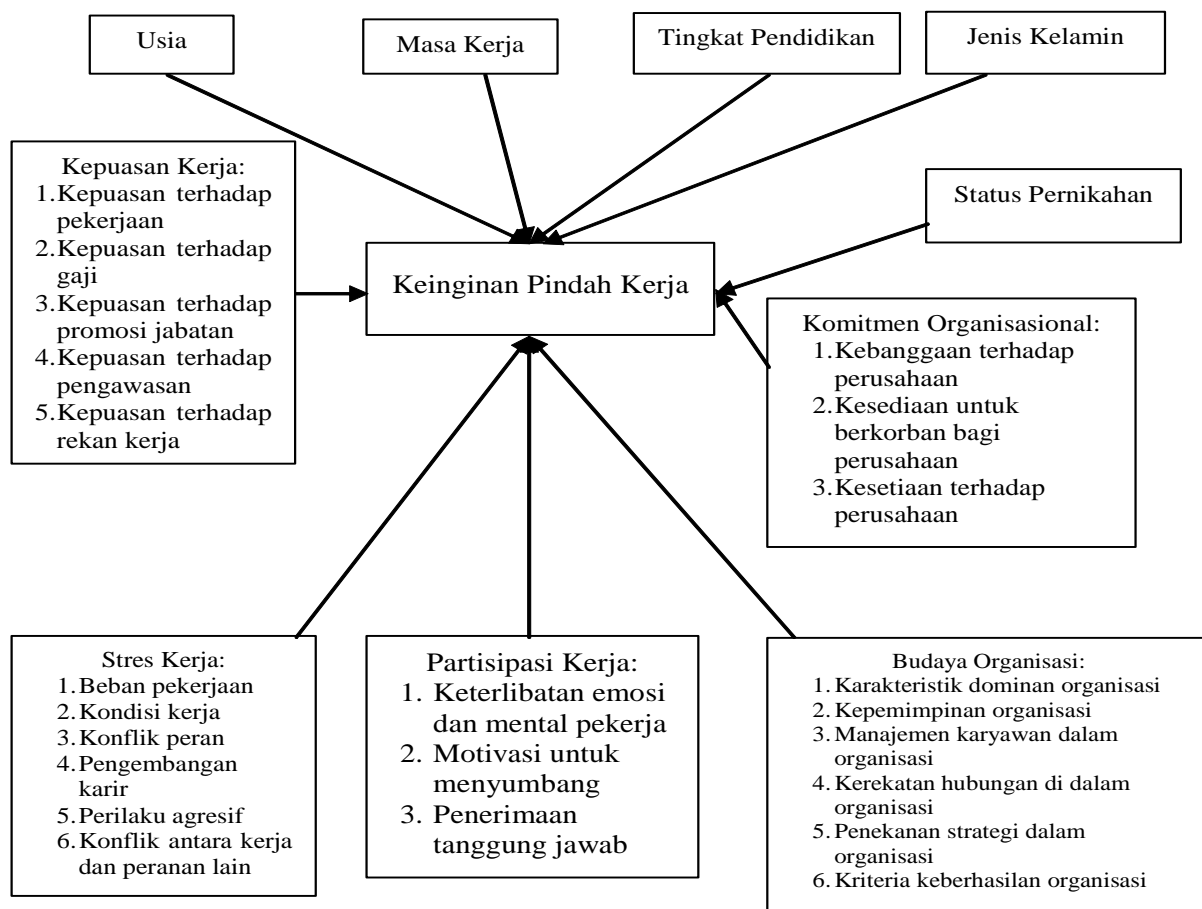 Usia
Masa Kerja
Tingkat Pendidikan
Jenis Kelamin
Kepuasan Kerja:
1.Kepuasan terhadap
pekerjaan
2.Kepuasan terhadap
gaji
3.Kepuasan terhadap
promosi jabatan
4.Kepuasan terhadap
pengawasan
5.Kepuasan terhadap
rekan kerja
Status Pernikahan
Keinginan Pindah Kerja
Komitmen Organisasional:
1.Kebanggaan terhadap
perusahaan
2.Kesediaan untuk
berkorban bagi
perusahaan
3.Kesetiaan terhadap
perusahaan
Stres Kerja:
1.Beban pekerjaan
2.Kondisi kerja
3.Konflik peran
4.Pengembangan
karir
5.Perilaku agresif
6.Konflik antara kerja
dan peranan lain
Partisipasi Kerja:
1. Keterlibatan emosi
dan mental pekerja
2. Motivasi untuk
menyumbang
3. Penerimaan
tanggung jawab
Budaya Organisasi:
1. Karakteristik dominan organisasi
2. Kepemimpinan organisasi
3. Manajemen karyawan dalam
organisasi
4. Kerekatan hubungan di dalam
organisasi
5. Penekanan strategi dalam
organisasi
6. Kriteria keberhasilan organisasi